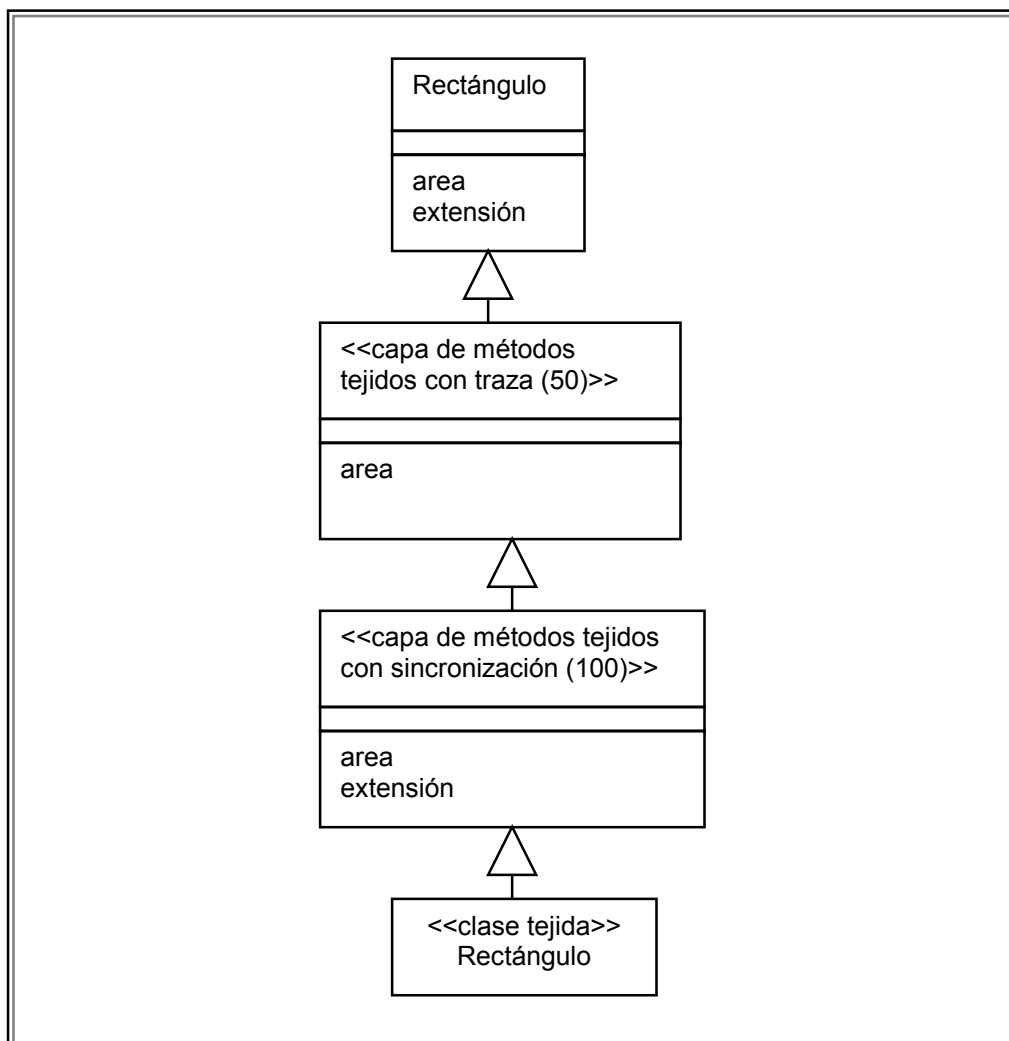 Rectángulo
area
extensión
<<capa de métodos
tejidos con traza (50)>>
area
<<capa de métodos tejidos
con sincronización (100)>>
area
extensión
<<clase tejida>>
Rectángulo